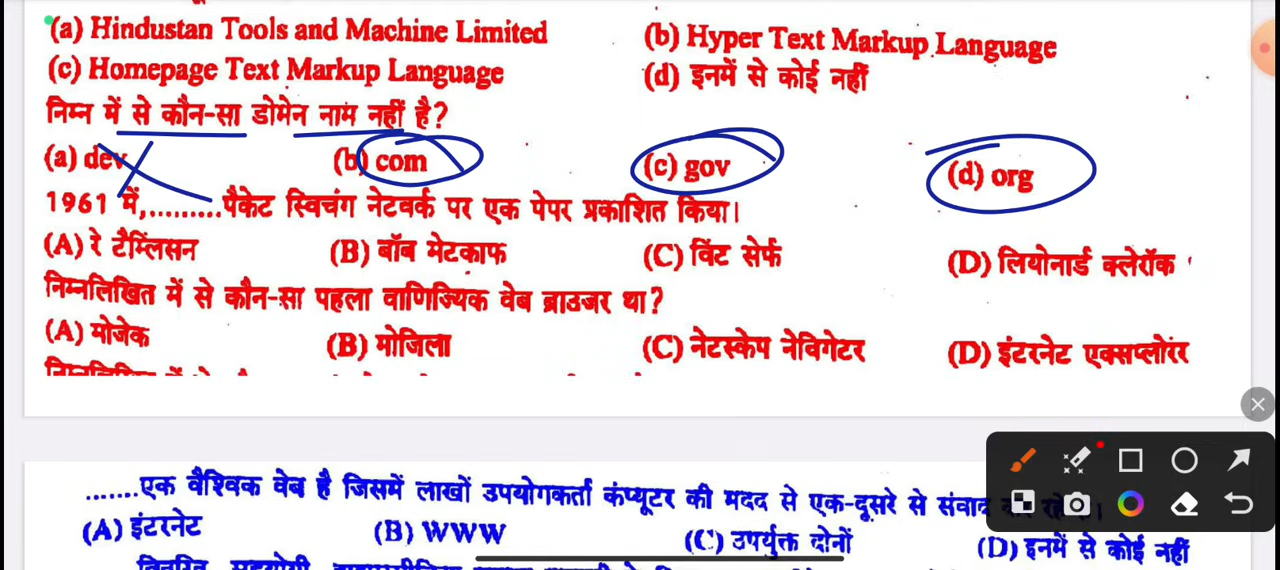 (a) Hindustan Tools and Machine Limited (b) Hyper Text Markup Language
(c) Homepage Text Markup Language (d) इनमें से कोई नहीं
निम्न में से कौन-सा डोमेन नाम नहीं है?
(a) dev (b) com (c) gov (d) org
1961 में,.........पैकेट स्विचंग नेटवर्क पर एक पेपर प्रकाशित किया।
(A) रे टैम्लिसन (B) बॉब मेटकाफ (C) विंट सेर्फ (D) लियोनार्ड क्लेरॉक
निम्नलिखित में से कौन-सा पहला वाणिज्यिक वेब ब्राउजर था?
(A) मोजेक (B) मोजिला (C) नेटस्केप नेविगेटर (D) इंटरनेट एक्सप्लोरर
.......एक वैश्विक वेब है जिसमें लाखों उपयोगकर्ता कंप्यूटर की मदद से एक-दूसरे से संवाद
(A) इंटरनेट (B) WWW (C) उपर्युक्त दोनों (D) इनमें से कोई नहीं